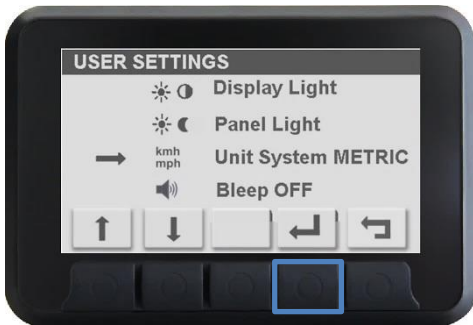 USER SETTINGS
Display Light
Panel Light
kmh
mph
Unit System METRIC
Bleep OFF